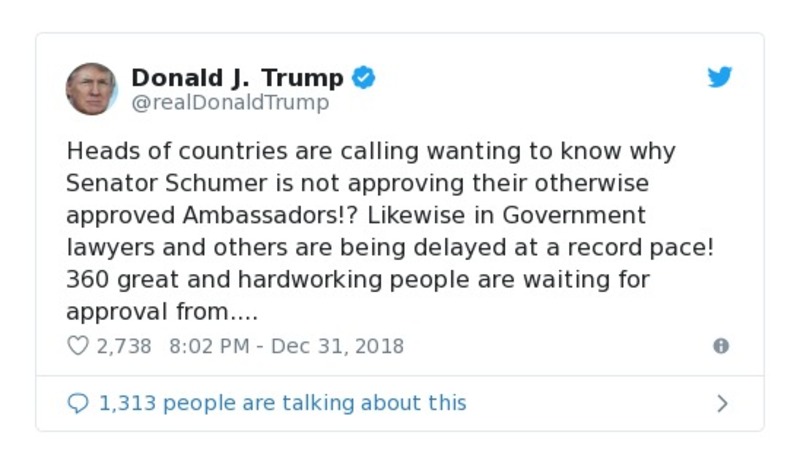 Donald J. Trump
@realDonaldTrump
Heads of countries are calling wanting to know why
Senator Schumer is not approving their otherwise
approved Ambassadors!? Likewise in Government
lawyers and others are being delayed at a record pace!
360 great and hardworking people are waiting for
approval from....
2,738 8:02 PM - Dec 31, 2018
1,313 people are talking about this